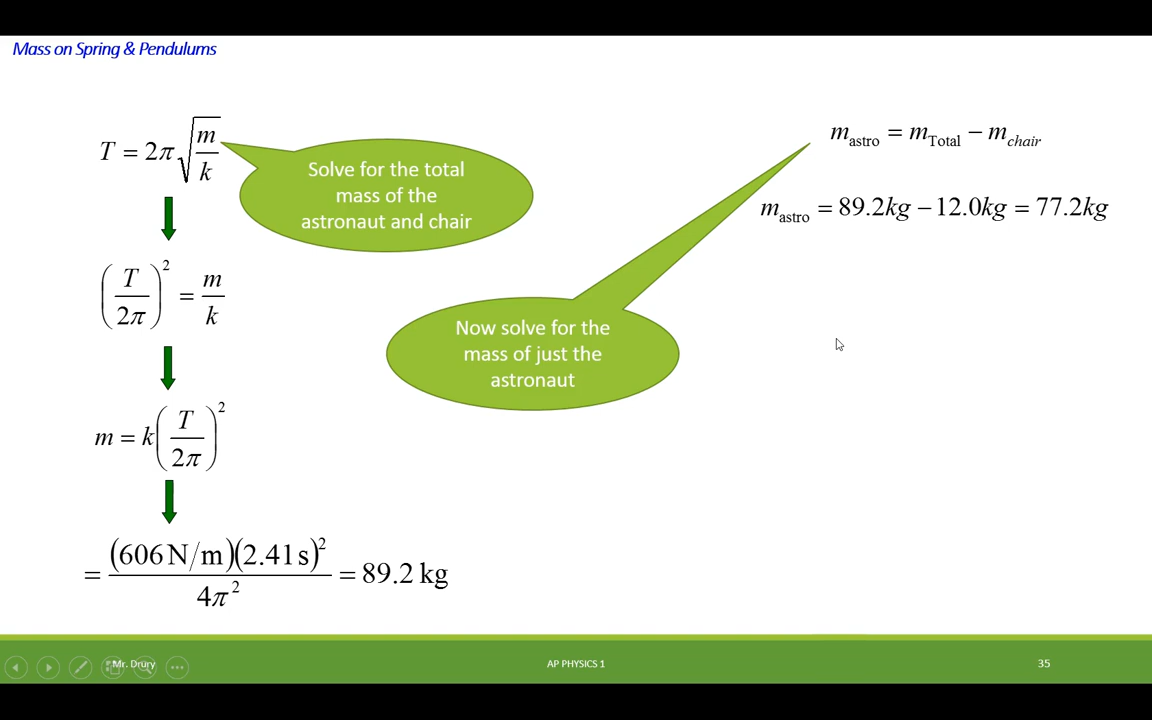 Mass on Spring & Pendulums
T = 2π√(m/k)
Solve for the total
mass of the
astronaut and chair
(T/2π)² = m/k
m = k(T/2π)²
= (606 N/m)(2.41 s)²/4π² = 89.2 kg
m_astro = m_Total − m_chair
m_astro = 89.2kg − 12.0kg = 77.2kg
Now solve for the
mass of just the
astronaut
Mr. Drury
AP PHYSICS 1
35